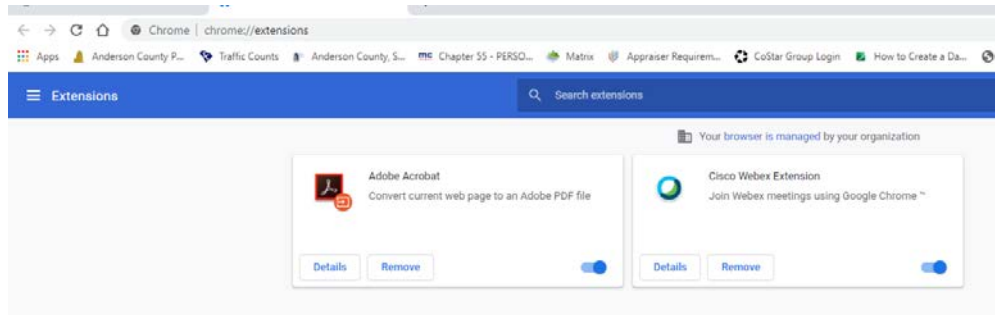 Chrome | chrome://extensions
Apps Anderson County P... Traffic Counts Anderson County, S... mc Chapter 55 - PERSO... Matrix Appraiser Requirem... CoStar Group Login How to Create a Da...
Extensions Search extensions
Your browser is managed by your organization
Adobe Acrobat Cisco Webex Extension
Convert current web page to an Adobe PDF file Join Webex meetings using Google Chrome ™
Details Remove Details Remove